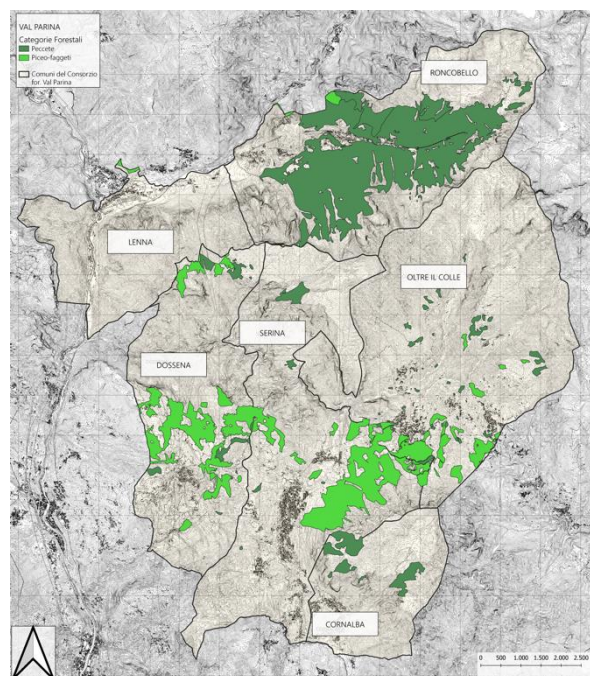 VAL PARINA
Categorie Forestali
Peccete
Piceo-faggeti
Comuni del Consorzio
for. Val Parina
RONCOBELLO
LENNA
OLTRE IL COLLE
SERINA
DOSSENA
CORNALBA
0 500 1.000 1.500 2.000 2.500